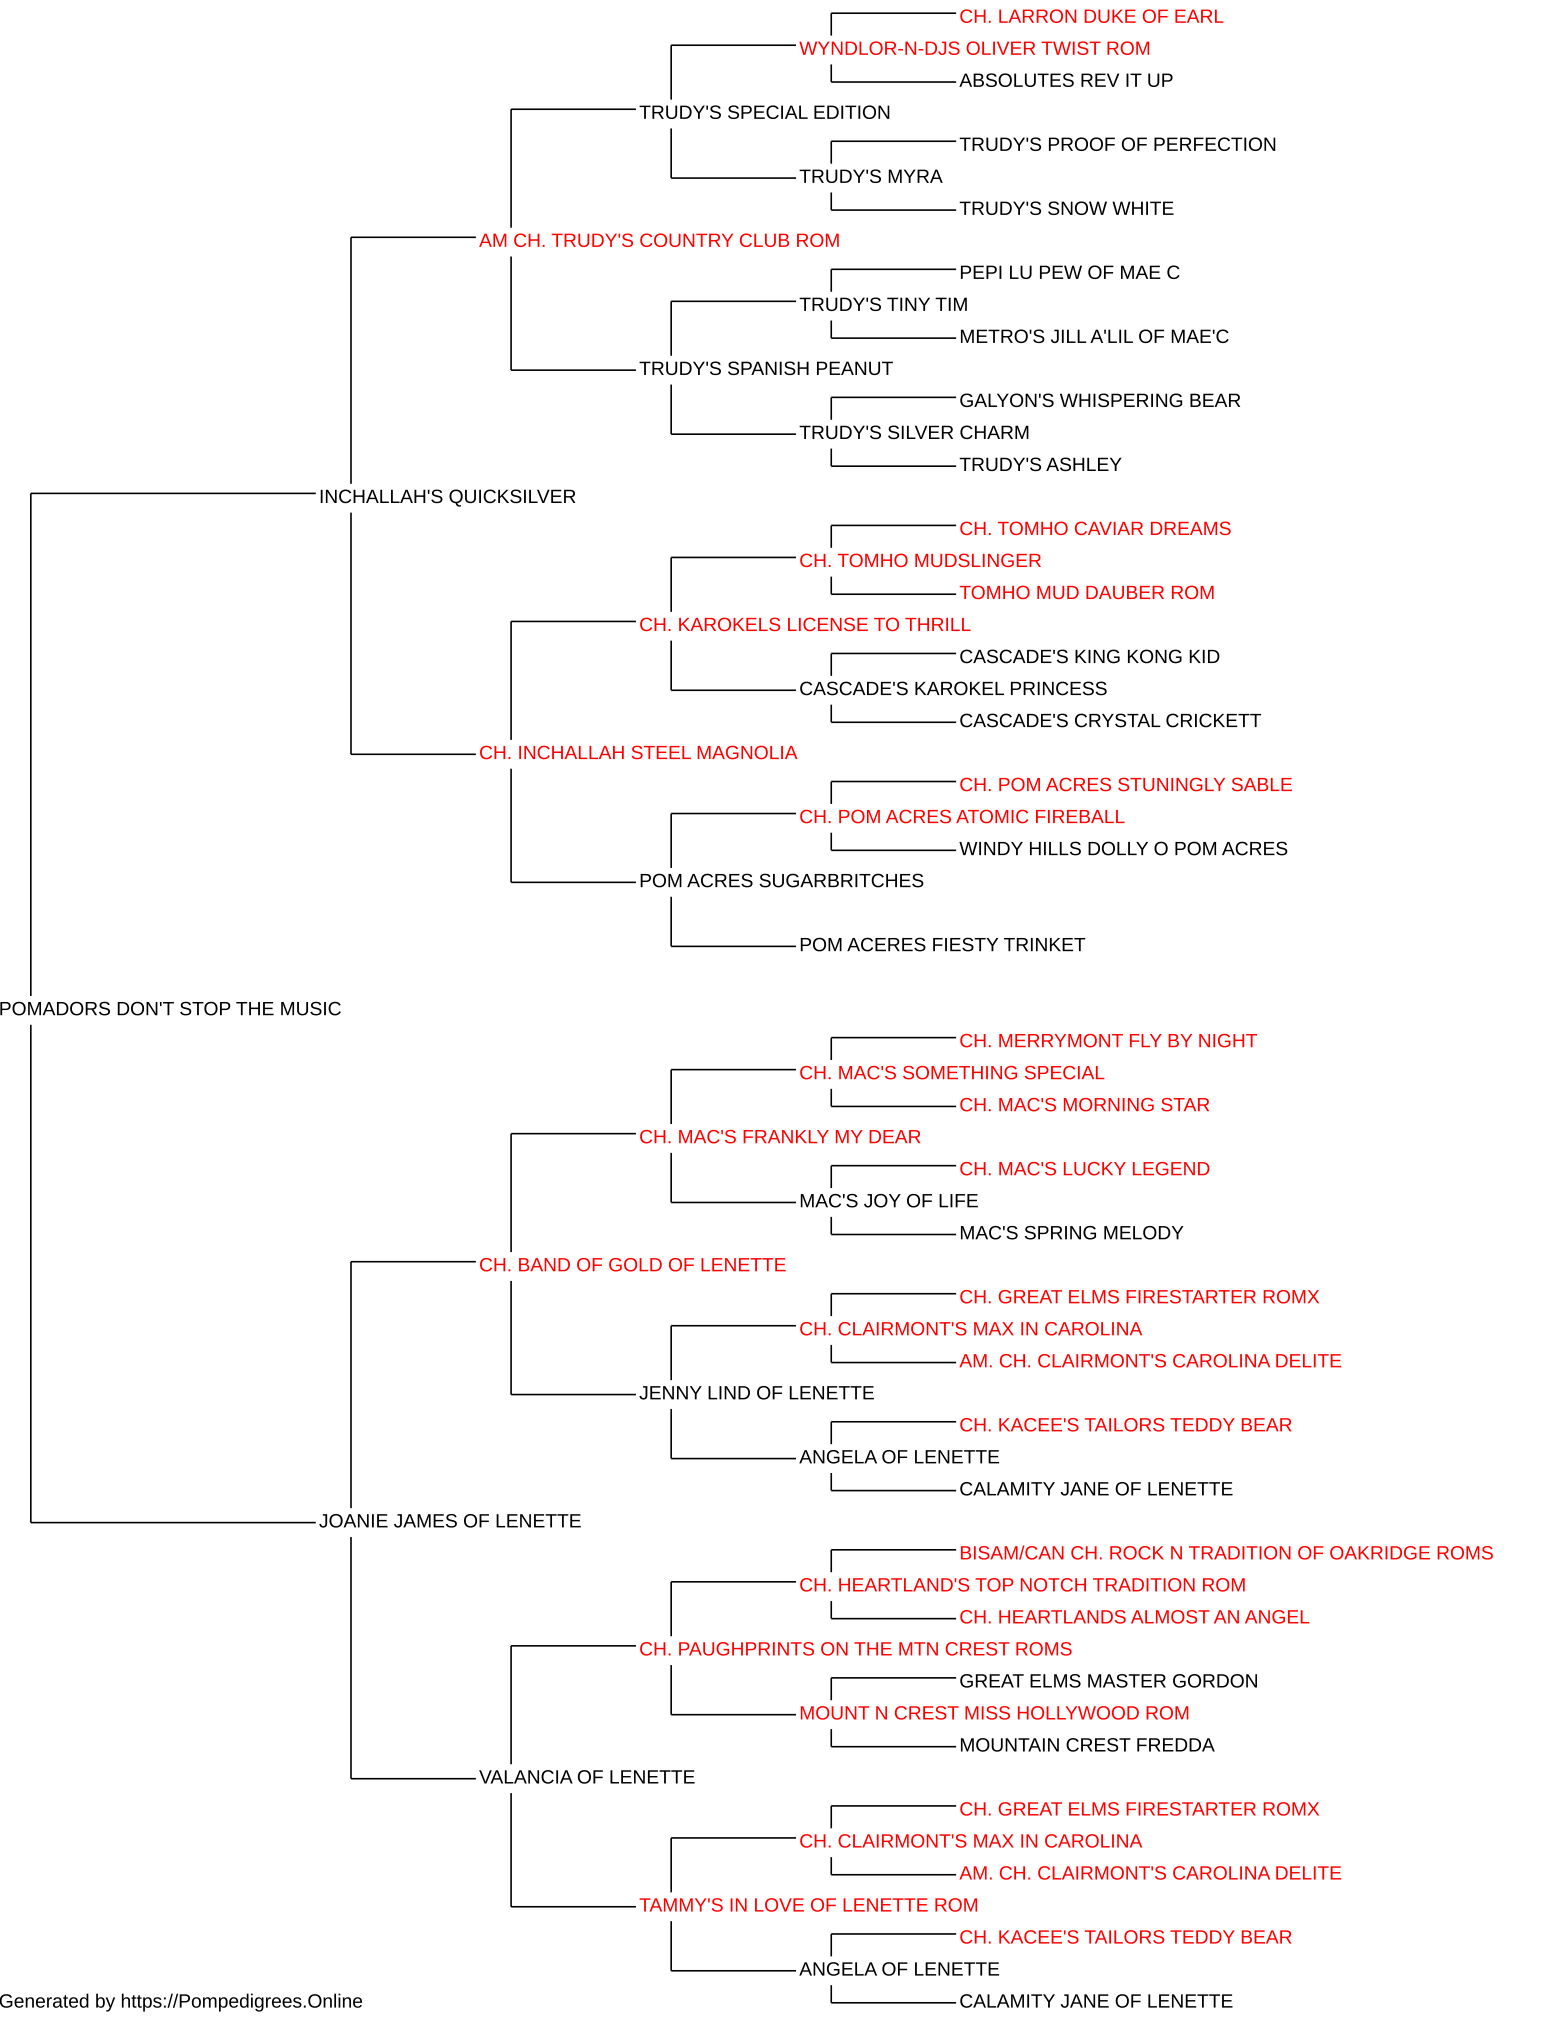 CH. LARRON DUKE OF EARL
WYNDLOR-N-DJS OLIVER TWIST ROM
ABSOLUTES REV IT UP
TRUDY'S SPECIAL EDITION
TRUDY'S PROOF OF PERFECTION
TRUDY'S MYRA
TRUDY'S SNOW WHITE
AM CH. TRUDY'S COUNTRY CLUB ROM
PEPI LU PEW OF MAE C
TRUDY'S TINY TIM
METRO'S JILL A'LIL OF MAE'C
TRUDY'S SPANISH PEANUT
GALYON'S WHISPERING BEAR
TRUDY'S SILVER CHARM
TRUDY'S ASHLEY
INCHALLAH'S QUICKSILVER
CH. TOMHO CAVIAR DREAMS
CH. TOMHO MUDSLINGER
TOMHO MUD DAUBER ROM
CH. KAROKELS LICENSE TO THRILL
CASCADE'S KING KONG KID
CASCADE'S KAROKEL PRINCESS
CASCADE'S CRYSTAL CRICKETT
CH. INCHALLAH STEEL MAGNOLIA
CH. POM ACRES STUNINGLY SABLE
CH. POM ACRES ATOMIC FIREBALL
WINDY HILLS DOLLY O POM ACRES
POM ACRES SUGARBRITCHES
POM ACERES FIESTY TRINKET
POMADORS DON'T STOP THE MUSIC
CH. MERRYMONT FLY BY NIGHT
CH. MAC'S SOMETHING SPECIAL
CH. MAC'S MORNING STAR
CH. MAC'S FRANKLY MY DEAR
CH. MAC'S LUCKY LEGEND
MAC'S JOY OF LIFE
MAC'S SPRING MELODY
CH. BAND OF GOLD OF LENETTE
CH. GREAT ELMS FIRESTARTER ROMX
CH. CLAIRMONT'S MAX IN CAROLINA
AM. CH. CLAIRMONT'S CAROLINA DELITE
JENNY LIND OF LENETTE
CH. KACEE'S TAILORS TEDDY BEAR
ANGELA OF LENETTE
CALAMITY JANE OF LENETTE
JOANIE JAMES OF LENETTE
BISAM/CAN CH. ROCK N TRADITION OF OAKRIDGE ROMS
CH. HEARTLAND'S TOP NOTCH TRADITION ROM
CH. HEARTLANDS ALMOST AN ANGEL
CH. PAUGHPRINTS ON THE MTN CREST ROMS
GREAT ELMS MASTER GORDON
MOUNT N CREST MISS HOLLYWOOD ROM
MOUNTAIN CREST FREDDA
VALANCIA OF LENETTE
CH. GREAT ELMS FIRESTARTER ROMX
CH. CLAIRMONT'S MAX IN CAROLINA
AM. CH. CLAIRMONT'S CAROLINA DELITE
TAMMY'S IN LOVE OF LENETTE ROM
CH. KACEE'S TAILORS TEDDY BEAR
ANGELA OF LENETTE
CALAMITY JANE OF LENETTE
Generated by https://Pompedigrees.Online